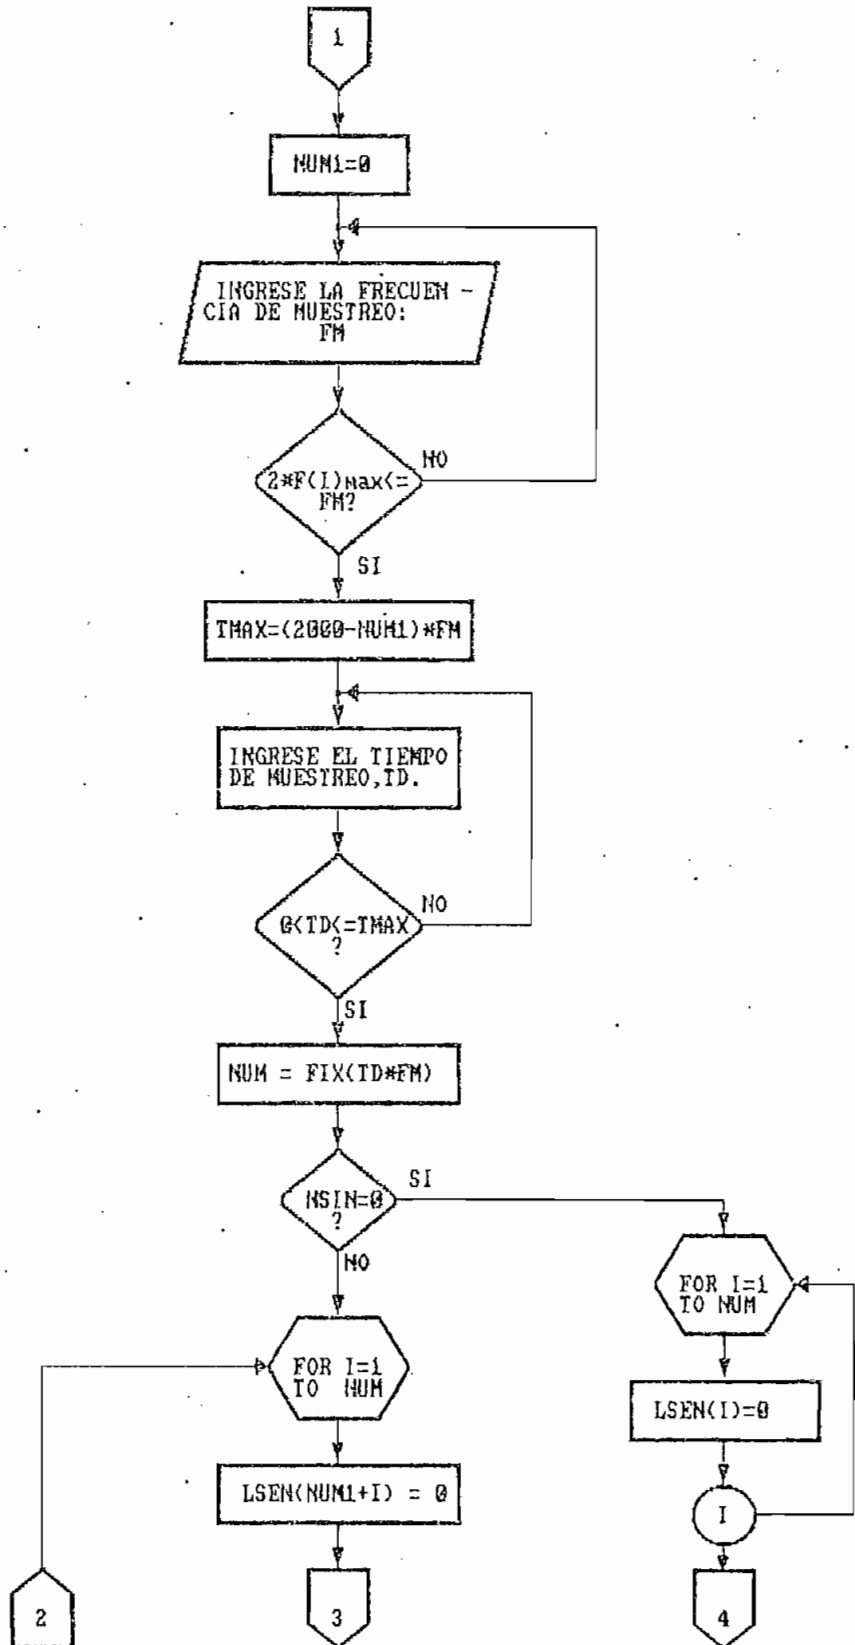 1
NUM1=0
INGRESE LA FRECUEN -
CIA DE MUESTREO:
FM
2*F(I)max<=
FM?
NO
SI
TMAX=(2000-NUM1)*FM
INGRESE EL TIEMPO
DE MUESTREO,TD.
0<TD<=TMAX
?
NO
SI
NUM = FIX(TD*FM)
NSIN=0
?
SI
NO
FOR I=1
TO NUM
LSEN(I)=0
I
FOR I=1
TO NUM
LSEN(NUM1+I) = 0
2
3
4